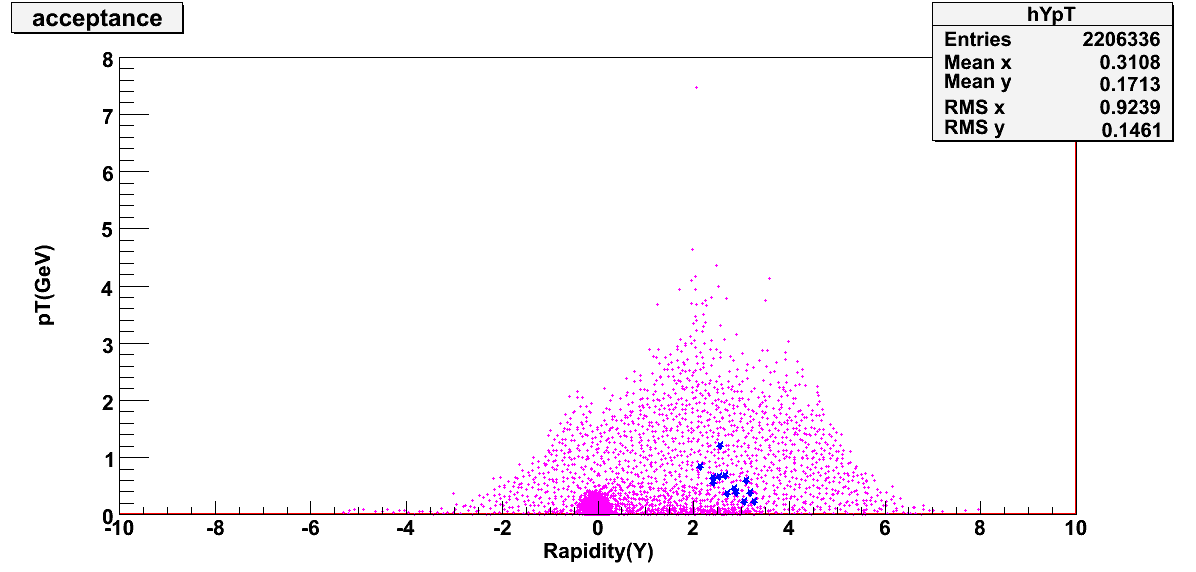 acceptance
hYpT
Entries 2206336
Mean x 0.3108
Mean y 0.1713
RMS x 0.9239
RMS y 0.1461
8
7
6
5
4
3
2
1
0
pT(GeV)
-10 -8 -6 -4 -2 0 2 4 6 8 10
Rapidity(Y)